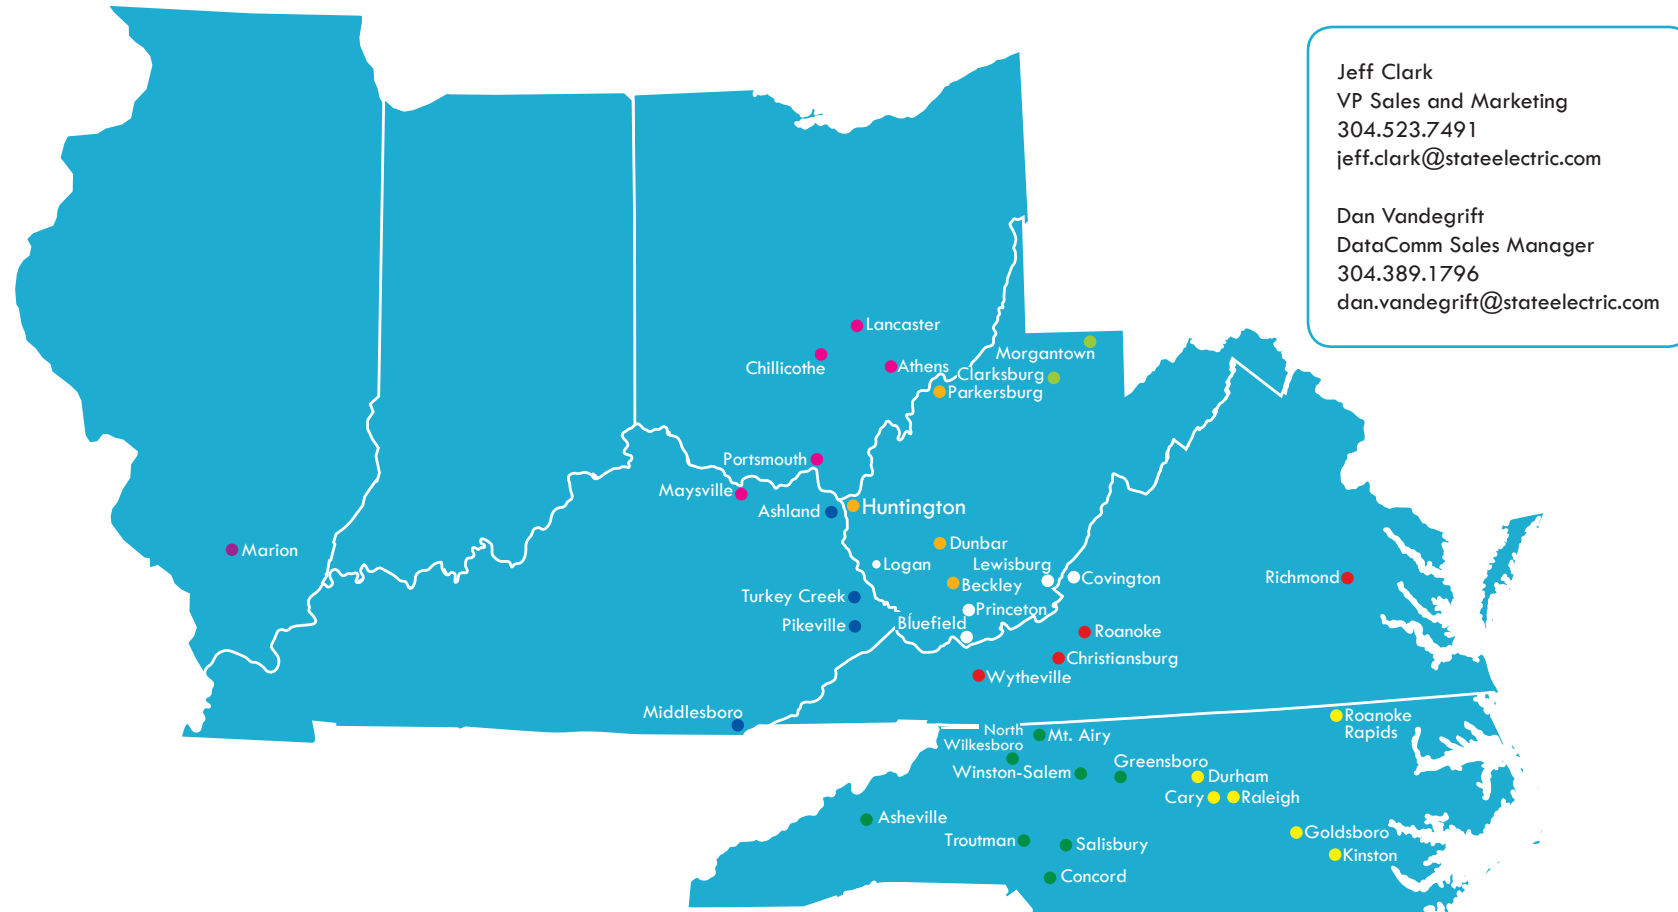 Jeff Clark
VP Sales and Marketing
304.523.7491
jeff.clark@stateelectric.com
Dan Vandegrift
DataComm Sales Manager
304.389.1796
dan.vandegrift@stateelectric.com
Lancaster
Chillicothe
Athens
Morgantown
Clarksburg
Parkersburg
Portsmouth
Maysville
Ashland
Huntington
Marion
Dunbar
Logan
Lewisburg
Covington
Beckley
Richmond
Turkey Creek
Princeton
Pikeville
Bluefield
Roanoke
Christiansburg
Wytheville
Middlesboro
Roanoke
Rapids
North
Wilkesboro
Mt. Airy
Winston-Salem
Greensboro
Durham
Cary
Raleigh
Asheville
Troutman
Salisbury
Goldsboro
Kinston
Concord